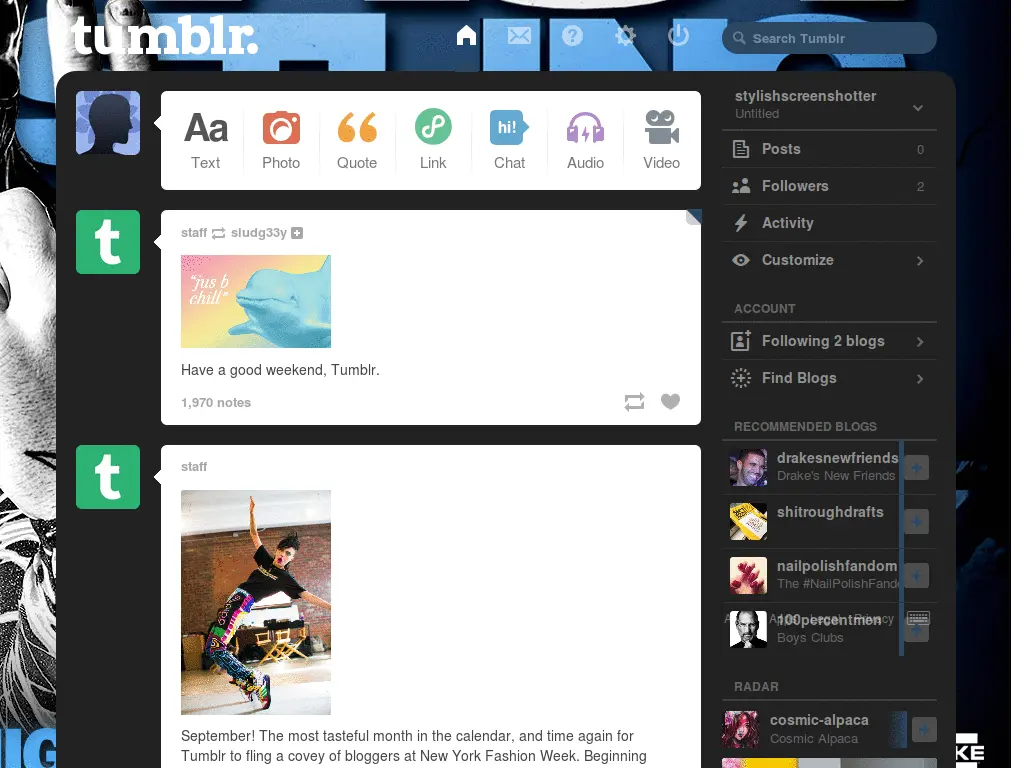 tumblr.
Search Tumblr
Aa
hi!
Text
Photo
Quote
Link
Chat
Audio
Video
stylishscreenshotter
Untitled
Posts 0
Followers 2
Activity
Customize
ACCOUNT
Following 2 blogs
Find Blogs
RECOMMENDED BLOGS
drakesnewfriends
Drake's New Friends
shitroughdrafts
nailpolishfandom
The #NailPolishFand
100percentmen
Legal Privacy
Boys Clubs
RADAR
cosmic-alpaca
Cosmic Alpaca
t
staff sludg33y
"jus b
chill"
Have a good weekend, Tumblr.
1,970 notes
t
staff
September! The most tasteful month in the calendar, and time again for
Tumblr to fling a covey of bloggers at New York Fashion Week. Beginning